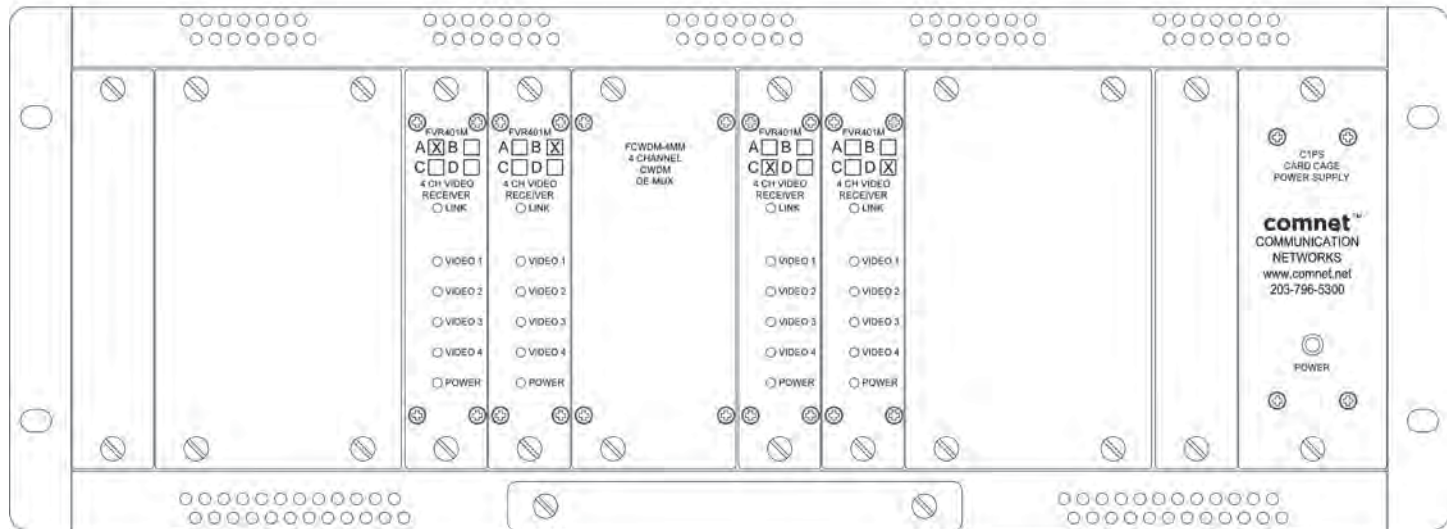 FVR401M
A X B
C D
4 CH VIDEO
RECEIVER
LINK
VIDEO 1
VIDEO 2
VIDEO 3
VIDEO 4
POWER
FVR401M
A B X
C D
4 CH VIDEO
RECEIVER
LINK
VIDEO 1
VIDEO 2
VIDEO 3
VIDEO 4
POWER
FCWDM-4MM
4 CHANNEL
CWDM
OE-MUX
FVR401M
A B
C X D
4 CH VIDEO
RECEIVER
LINK
VIDEO 1
VIDEO 2
VIDEO 3
VIDEO 4
POWER
FVR401M
A B
C D X
4 CH VIDEO
RECEIVER
LINK
VIDEO 1
VIDEO 2
VIDEO 3
VIDEO 4
POWER
C1PS
CARD CAGE
POWER SUPPLY
comnet™
COMMUNICATION
NETWORKS
www.comnet.net
203-796-5300
POWER